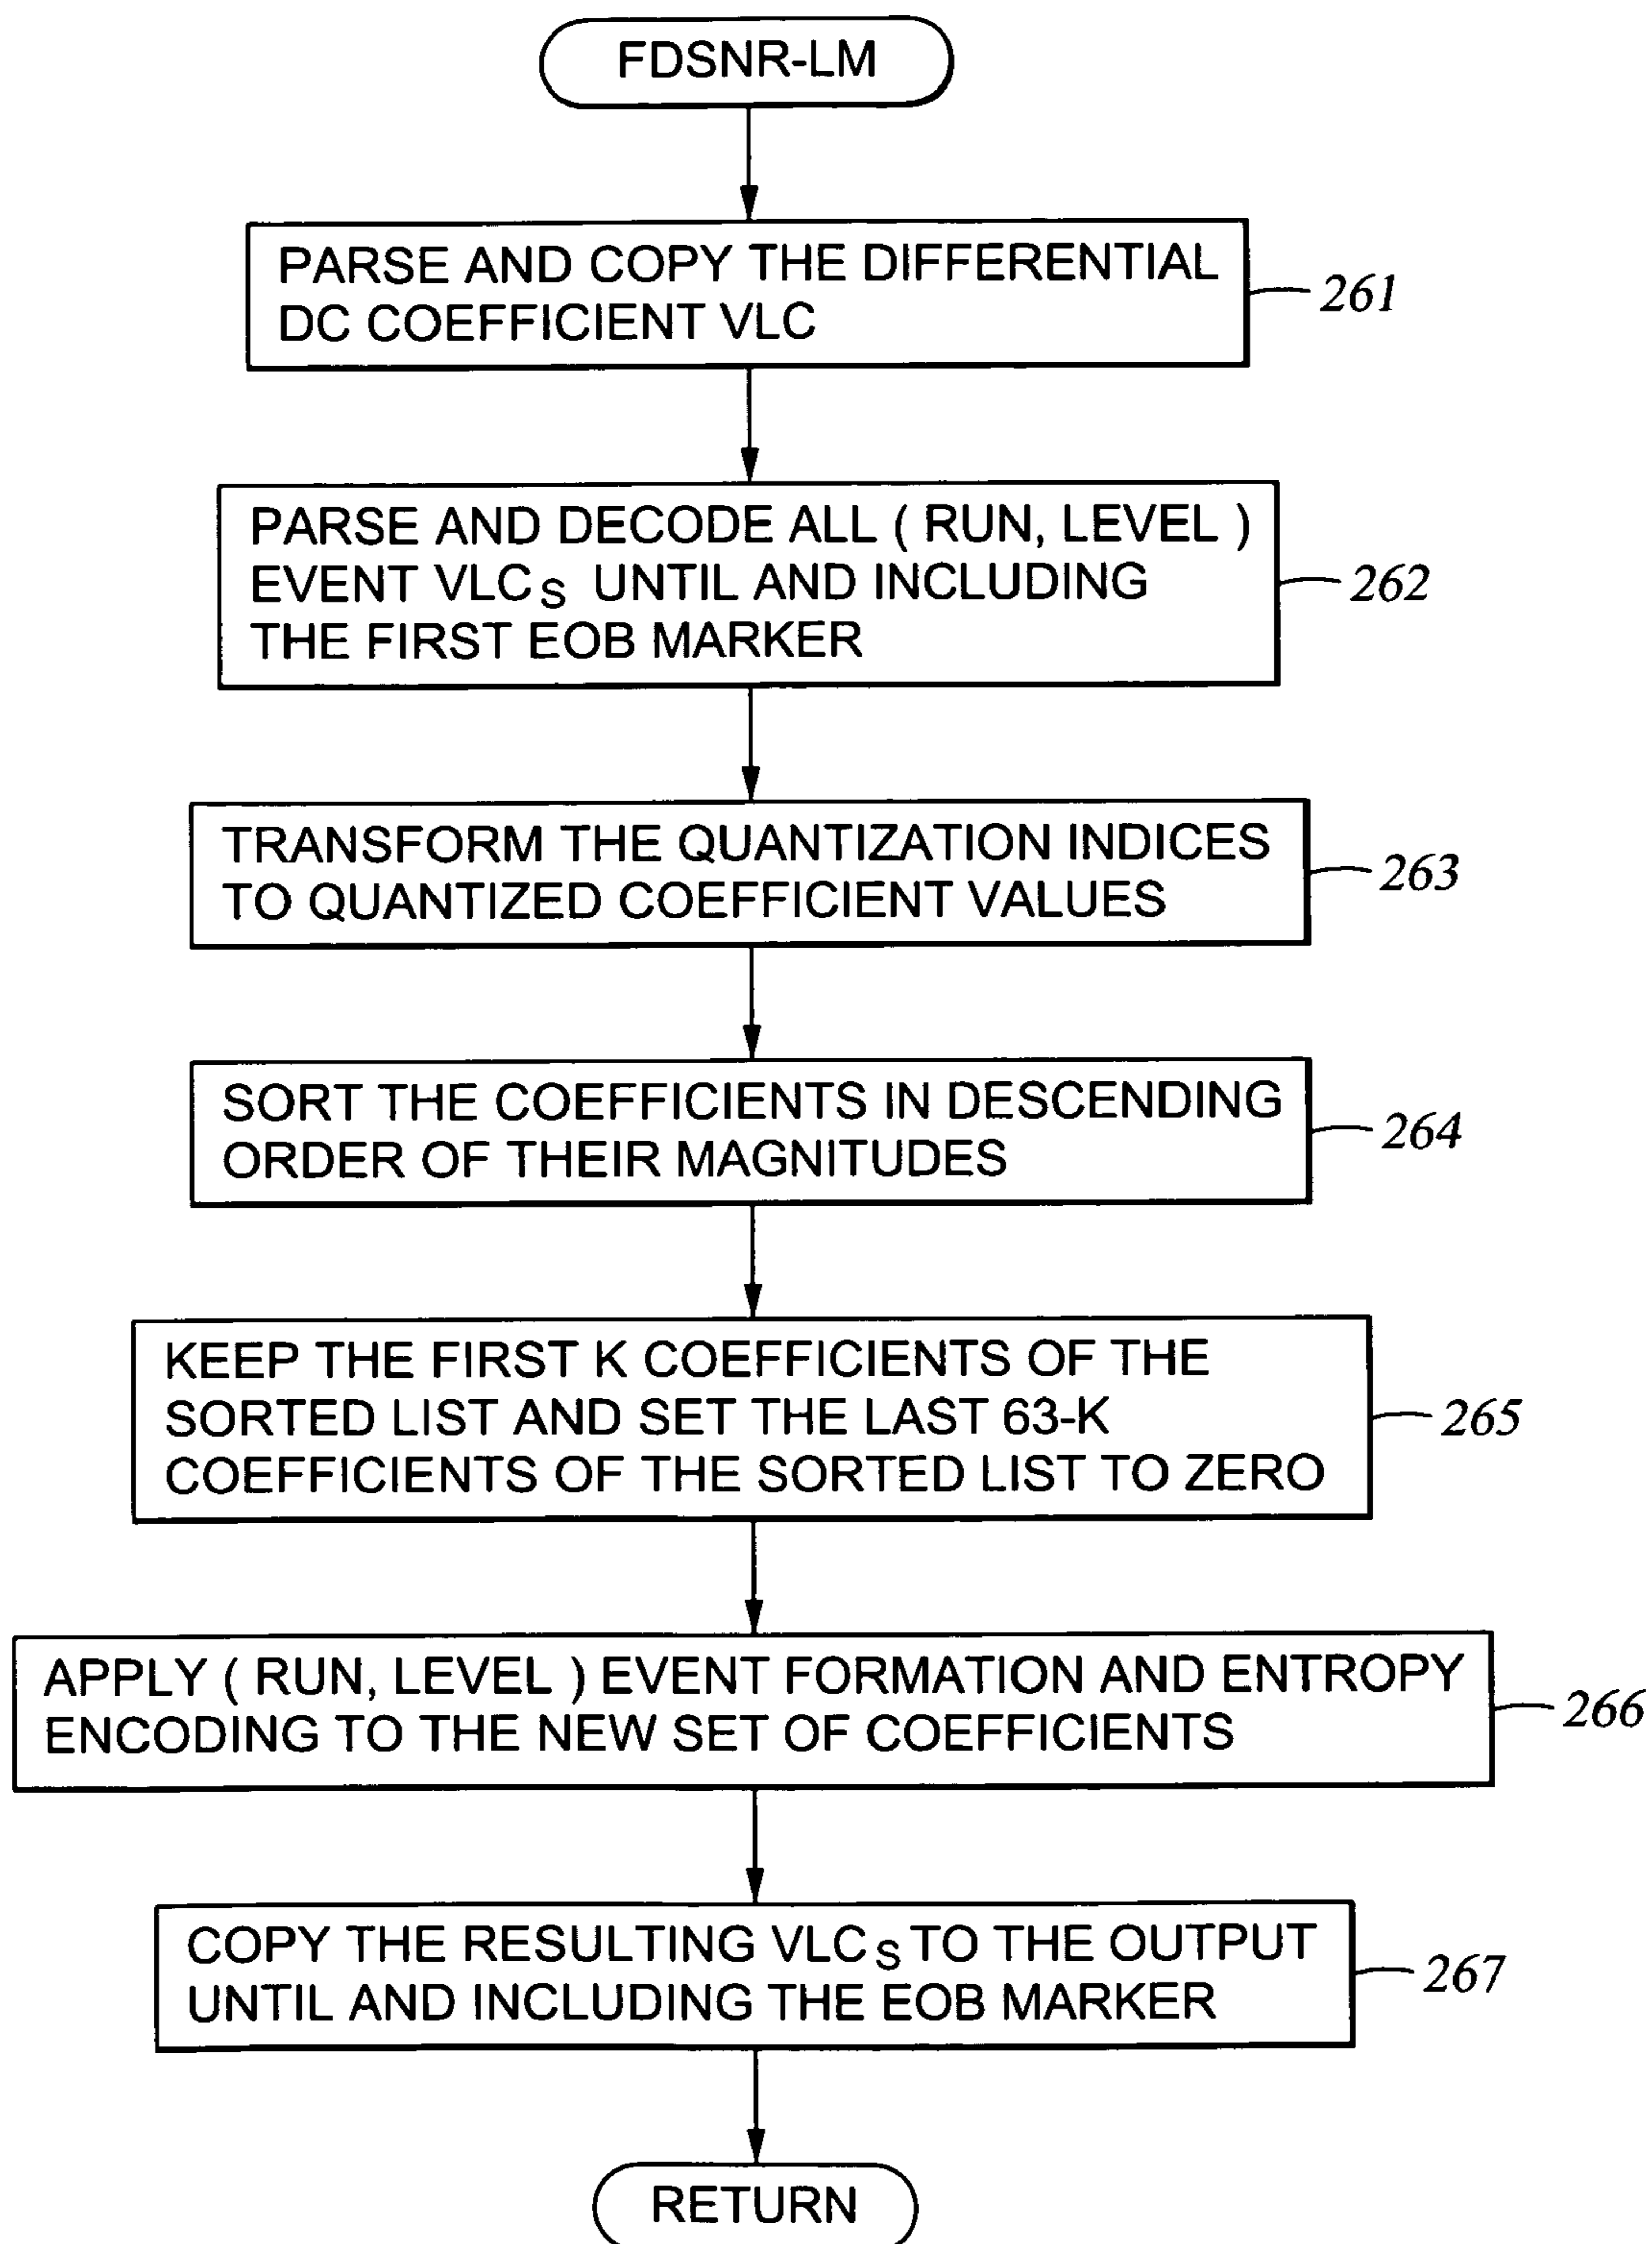 FDSNR-LM
PARSE AND COPY THE DIFFERENTIAL
DC COEFFICIENT VLC
261
PARSE AND DECODE ALL ( RUN, LEVEL )
EVENT VLCS UNTIL AND INCLUDING
THE FIRST EOB MARKER
262
TRANSFORM THE QUANTIZATION INDICES
TO QUANTIZED COEFFICIENT VALUES
263
SORT THE COEFFICIENTS IN DESCENDING
ORDER OF THEIR MAGNITUDES
264
KEEP THE FIRST K COEFFICIENTS OF THE
SORTED LIST AND SET THE LAST 63-K
COEFFICIENTS OF THE SORTED LIST TO ZERO
265
APPLY ( RUN, LEVEL ) EVENT FORMATION AND ENTROPY
ENCODING TO THE NEW SET OF COEFFICIENTS
266
COPY THE RESULTING VLCS TO THE OUTPUT
UNTIL AND INCLUDING THE EOB MARKER
267
RETURN